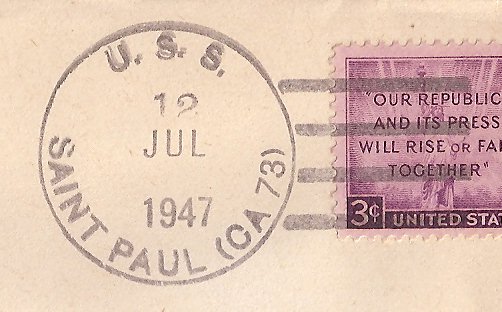 U. S. S.
12
JUL
1947
SAINT PAUL (CA 73)
"OUR REPUBLIC
AND ITS PRESS
WILL RISE OR FA
TOGETHER"
3¢ UNITED STA